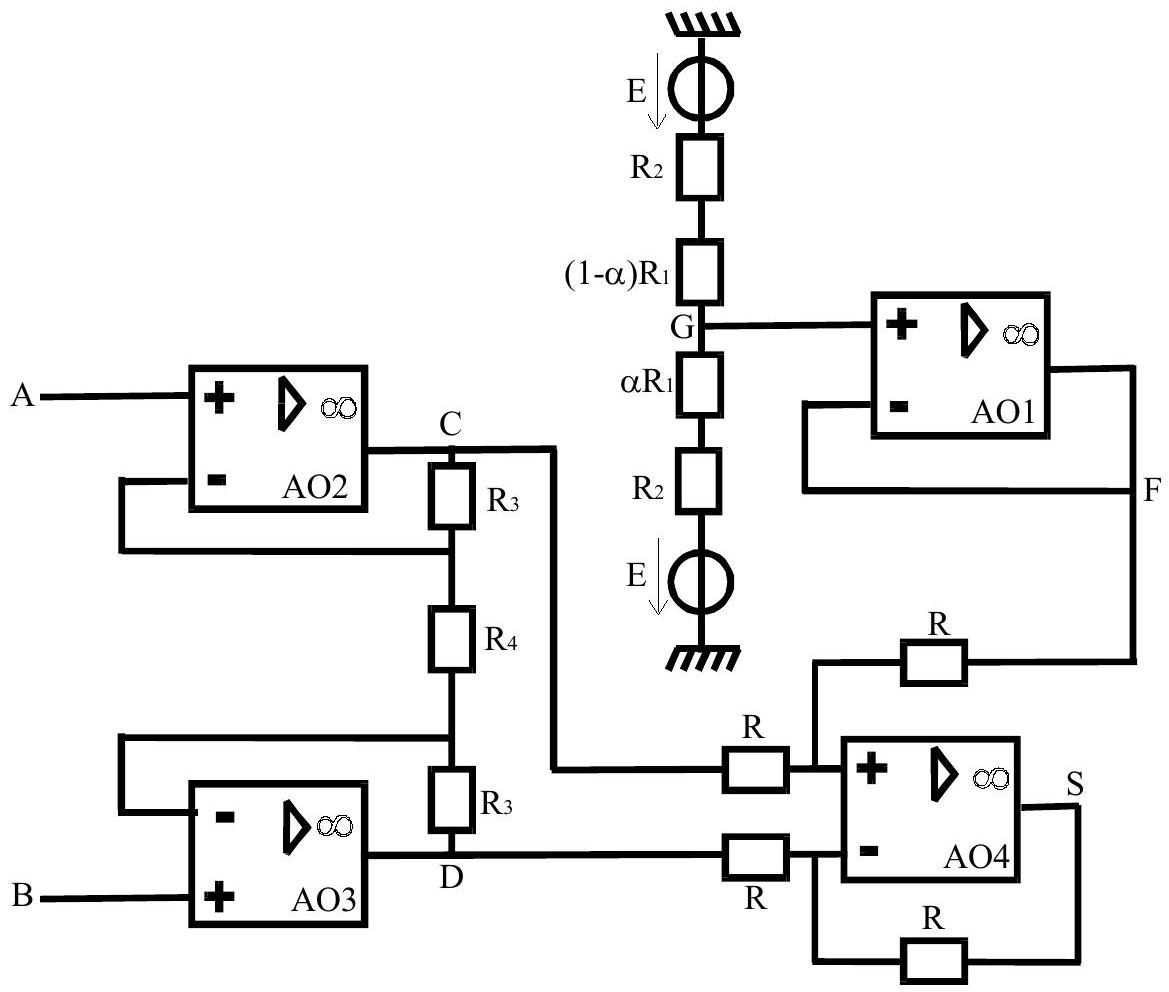 E
R2
(1-α)R1
G
+
∞
αR1
-
AO1
A
+
∞
C
-
AO2
R3
R2
F
E
R4
R
R
+
∞
S
-
∞
R3
-
AO4
D
B
+
AO3
R
R